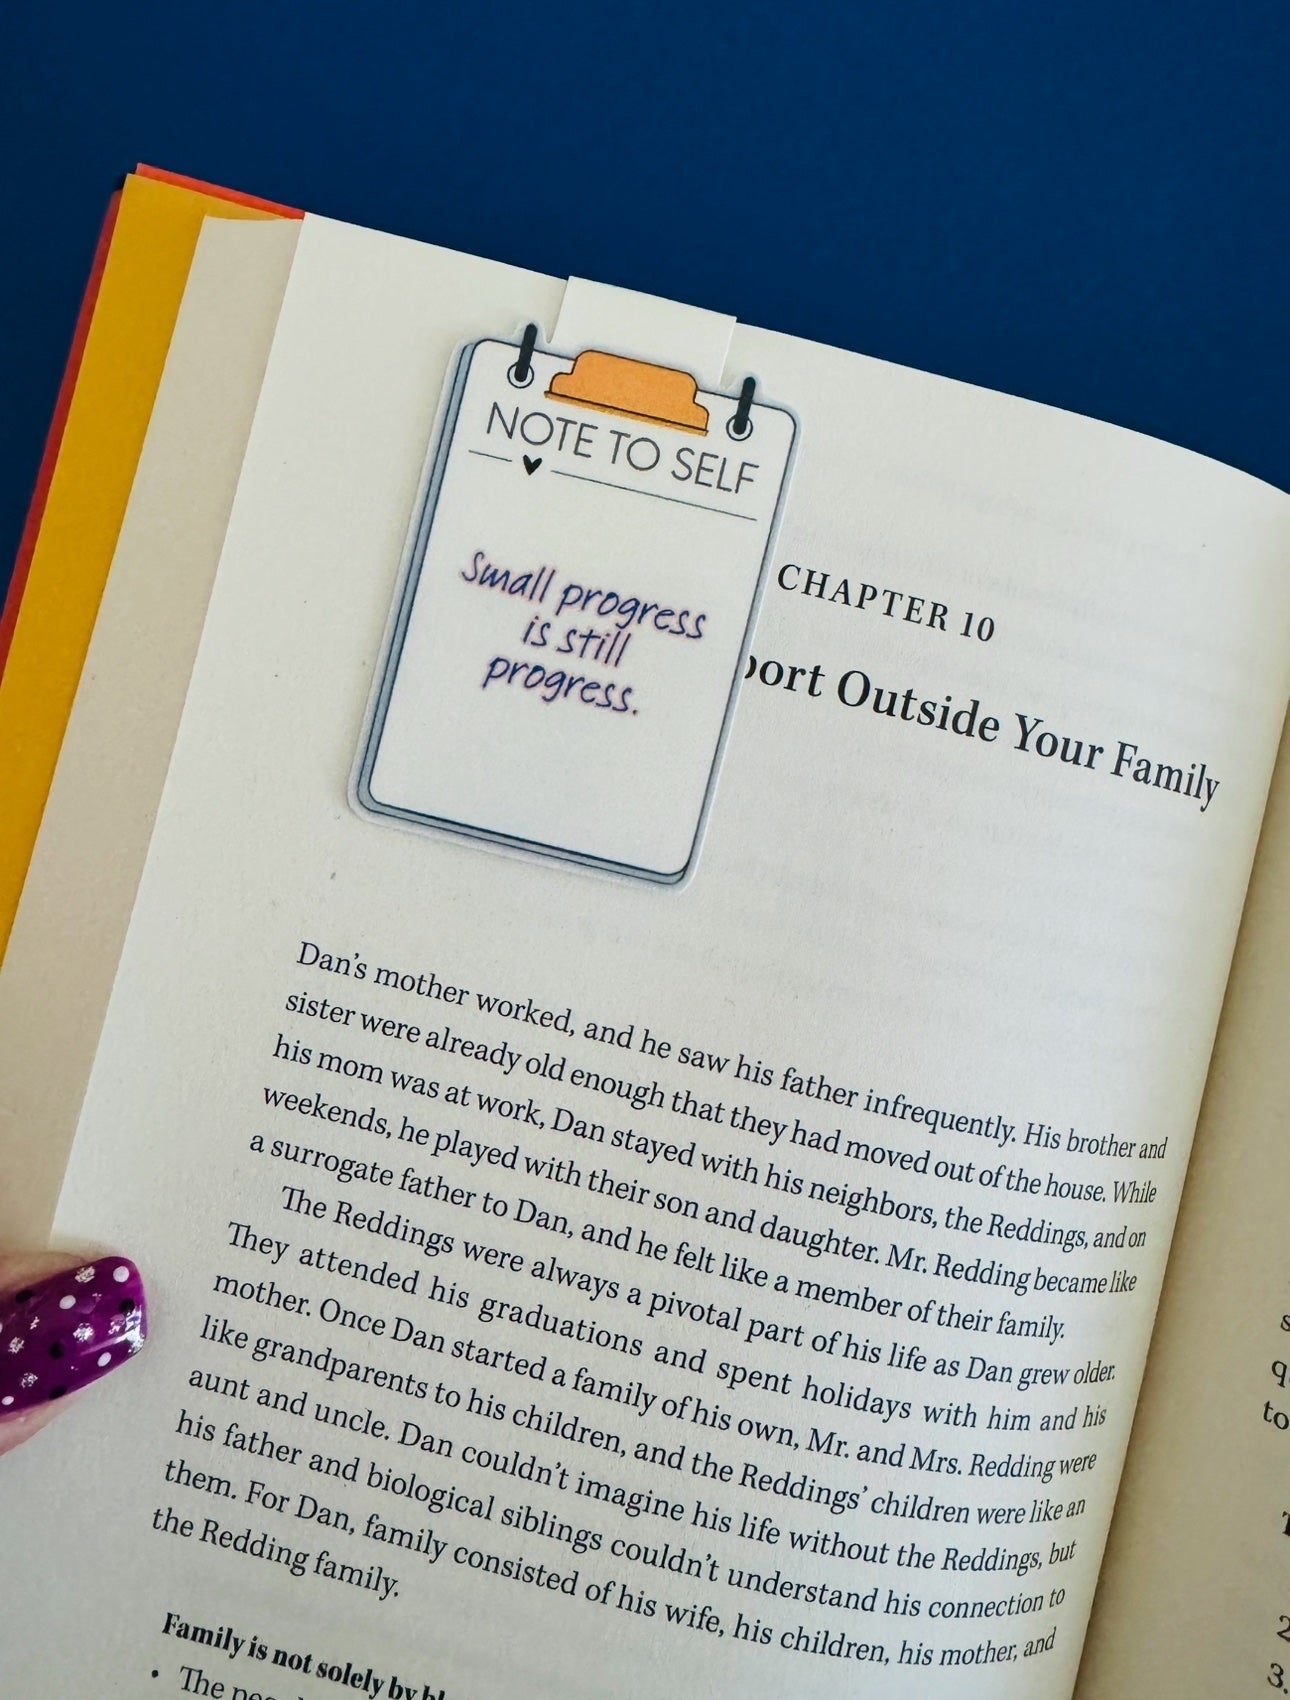 NOTE TO SELF
Small progress
is still
progress.
CHAPTER 10
Outside Your Family
Dan's mother worked, and he saw his father infrequently. His brother and
sister were already old enough that they had moved out of the house. While
his mom was at work, Dan stayed with his neighbors, the Reddings, and on
weekends, he played with their son and daughter. Mr. Redding became like
a surrogate father to Dan, and he felt like a member of their family.
The Reddings were always a pivotal part of his life as Dan grew older.
They attended his graduations and spent holidays with him and his
mother. Once Dan started a family of his own, Mr. and Mrs. Redding were
like grandparents to his children, and the Reddings' children were like an
aunt and uncle. Dan couldn't imagine his life without the Reddings, but
his father and biological siblings couldn't understand his connection to
them. For Dan, family consisted of his wife, his children, his mother, and
the Redding family.
Family is not solely by
• The
to
2
3.